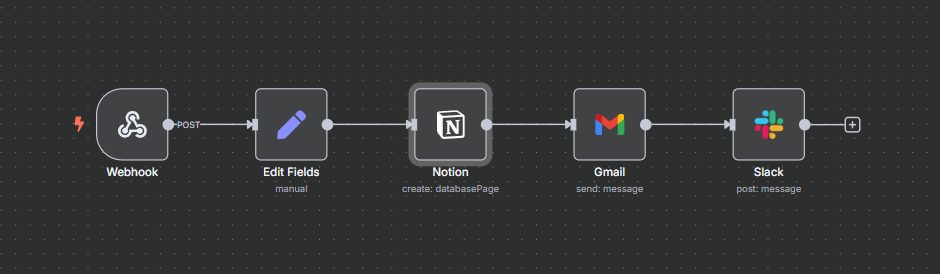 POST
Webhook
Edit Fields
manual
N
Notion
create: databasePage
Gmail
send: message
Slack
post: message